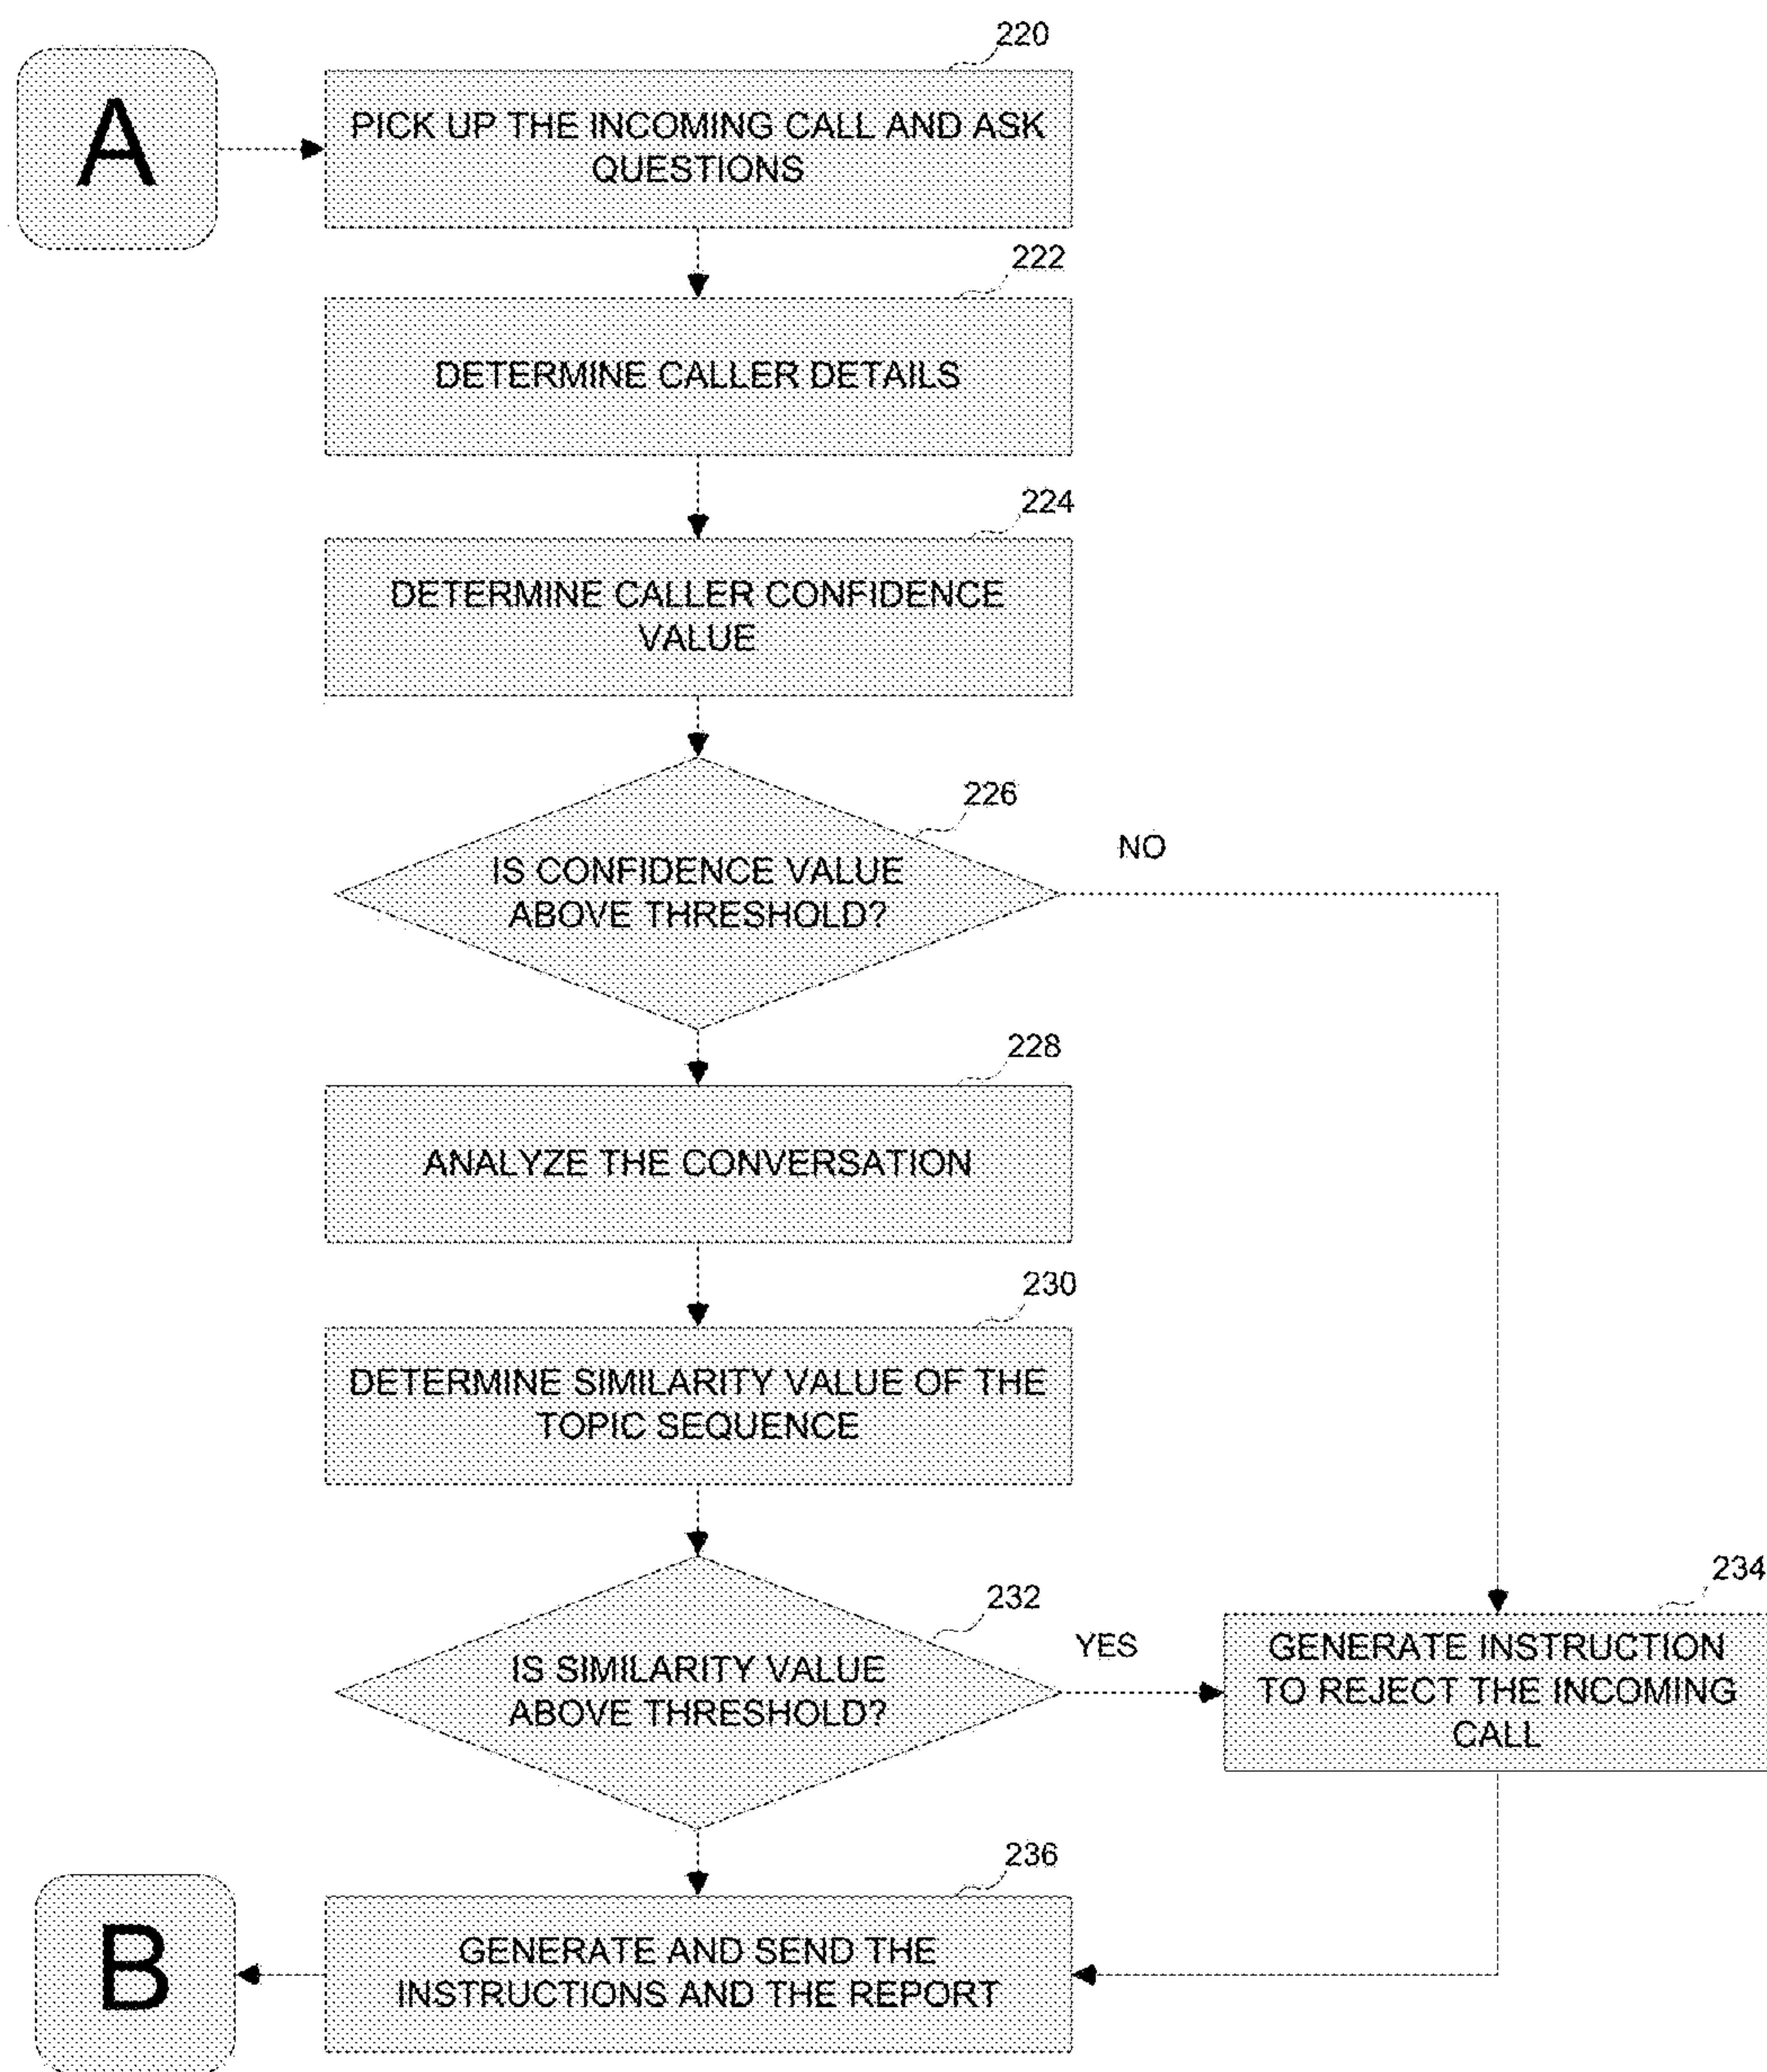 220
A
PICK UP THE INCOMING CALL AND ASK
QUESTIONS
222
DETERMINE CALLER DETAILS
224
DETERMINE CALLER CONFIDENCE
VALUE
226
NO
IS CONFIDENCE VALUE
ABOVE THRESHOLD?
228
ANALYZE THE CONVERSATION
230
DETERMINE SIMILARITY VALUE OF THE
TOPIC SEQUENCE
232
YES
IS SIMILARITY VALUE
ABOVE THRESHOLD?
234
GENERATE INSTRUCTION
TO REJECT THE INCOMING
CALL
236
GENERATE AND SEND THE
INSTRUCTIONS AND THE REPORT
B